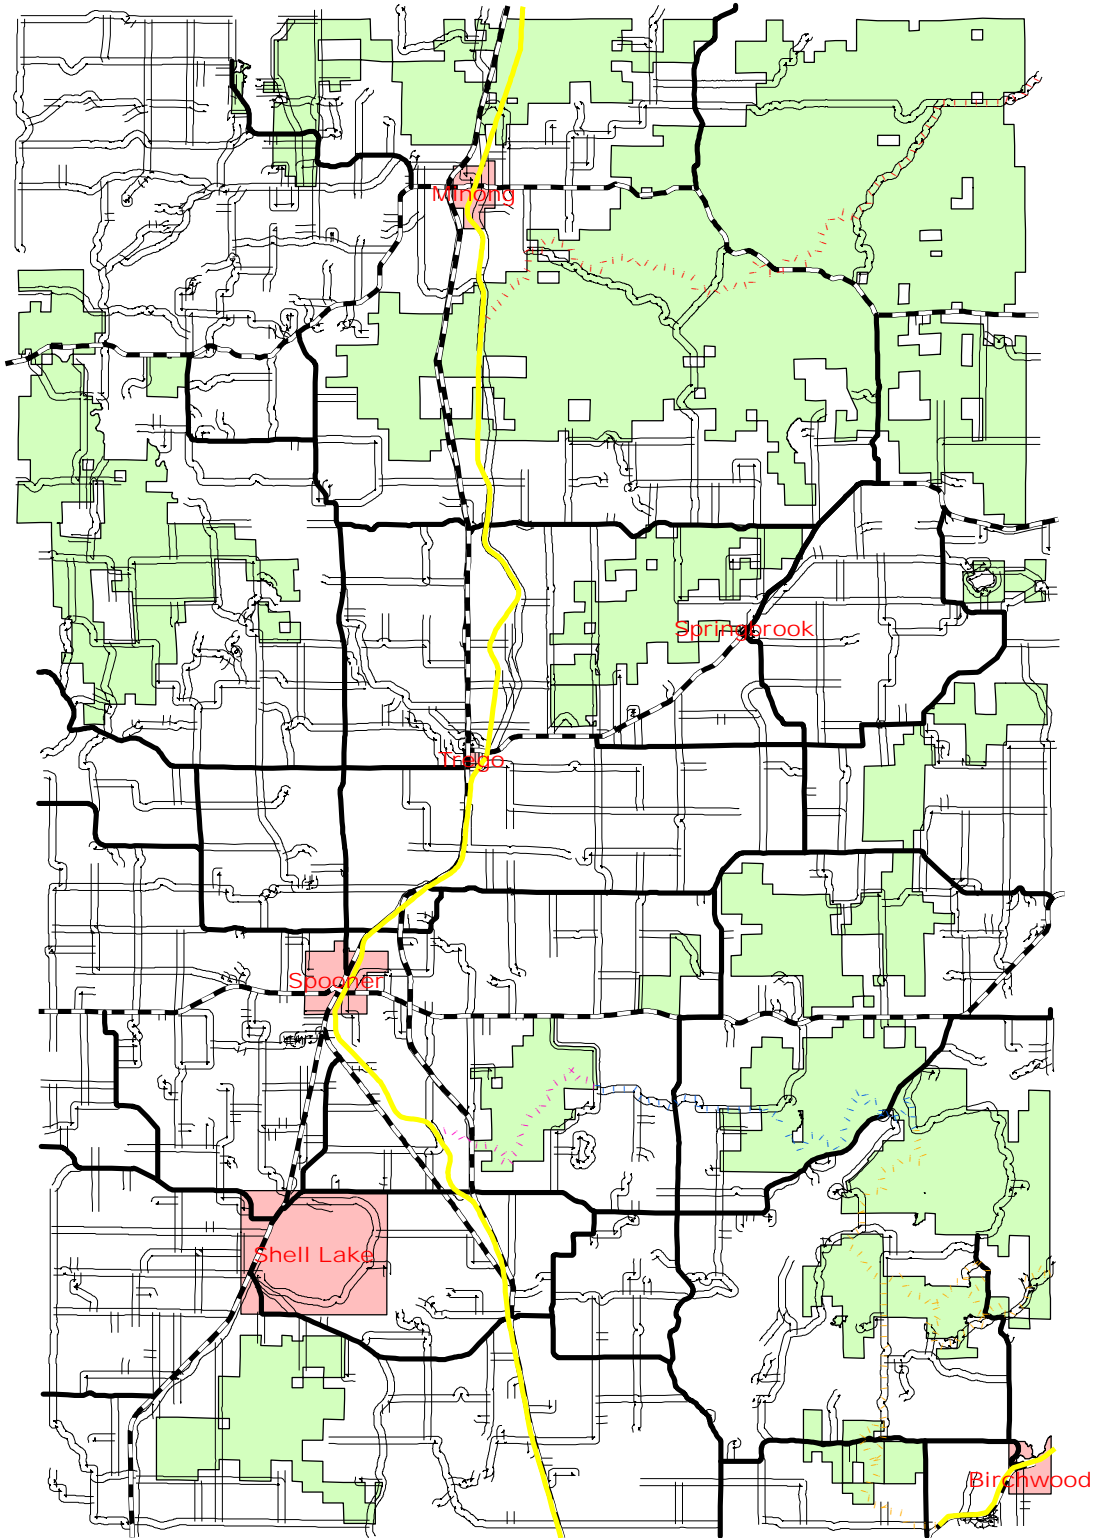 Minong
Springbrook
Trego
Spooner
Shell Lake
Birchwood